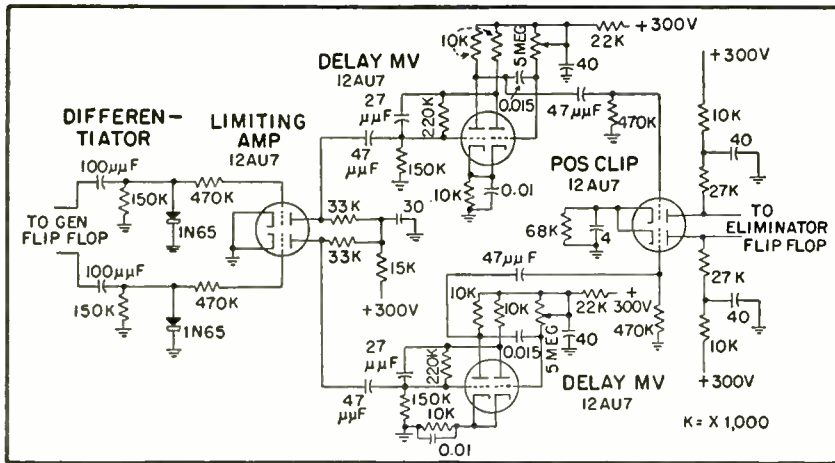 10K
5 MEG
22K
+300V
40
+300V
DELAY MV
12AU7
27
μμF
220K
0.015
47μμF
470K
10K
40
DIFFEREN-
TIATOR
LIMITING
AMP
12AU7
47
μμF
150K
POS CLIP
12AU7
27K
100μμF
150K
470K
10K
0.01
33K
30
68K
4
TO GEN
FLIP FLOP
1N65
33K
TO
ELIMINATOR
FLIP FLOP
100μμF
15K
47μμF
27K
150K
470K
+300V
10K
10K
22K
+
300V
470K
40
1N65
0.015
40
10K
27
μμF
220K
5 MEG
+300V
47
μμF
150K
10K
DELAY MV
12AU7
0.01
K = X 1,000